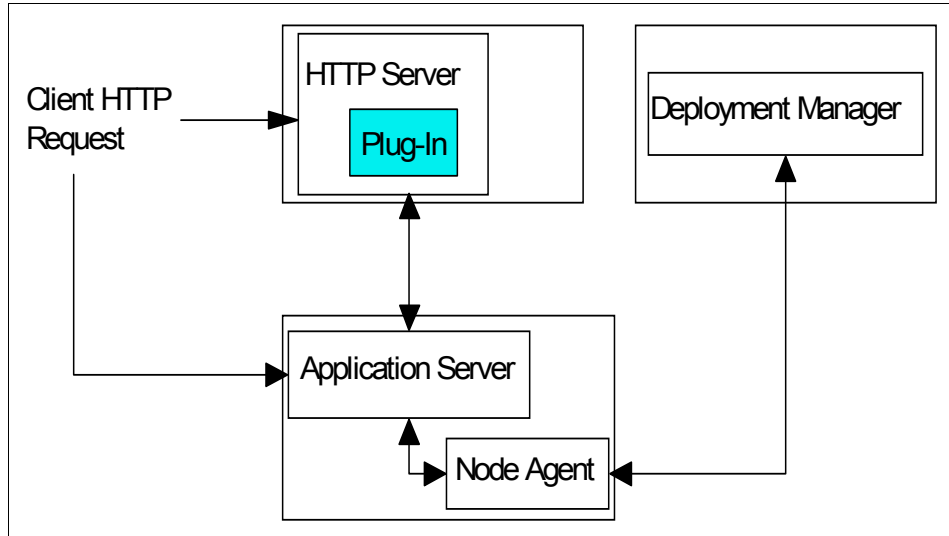 Client HTTP
Request
HTTP Server
Plug-In
Deployment Manager
Application Server
Node Agent